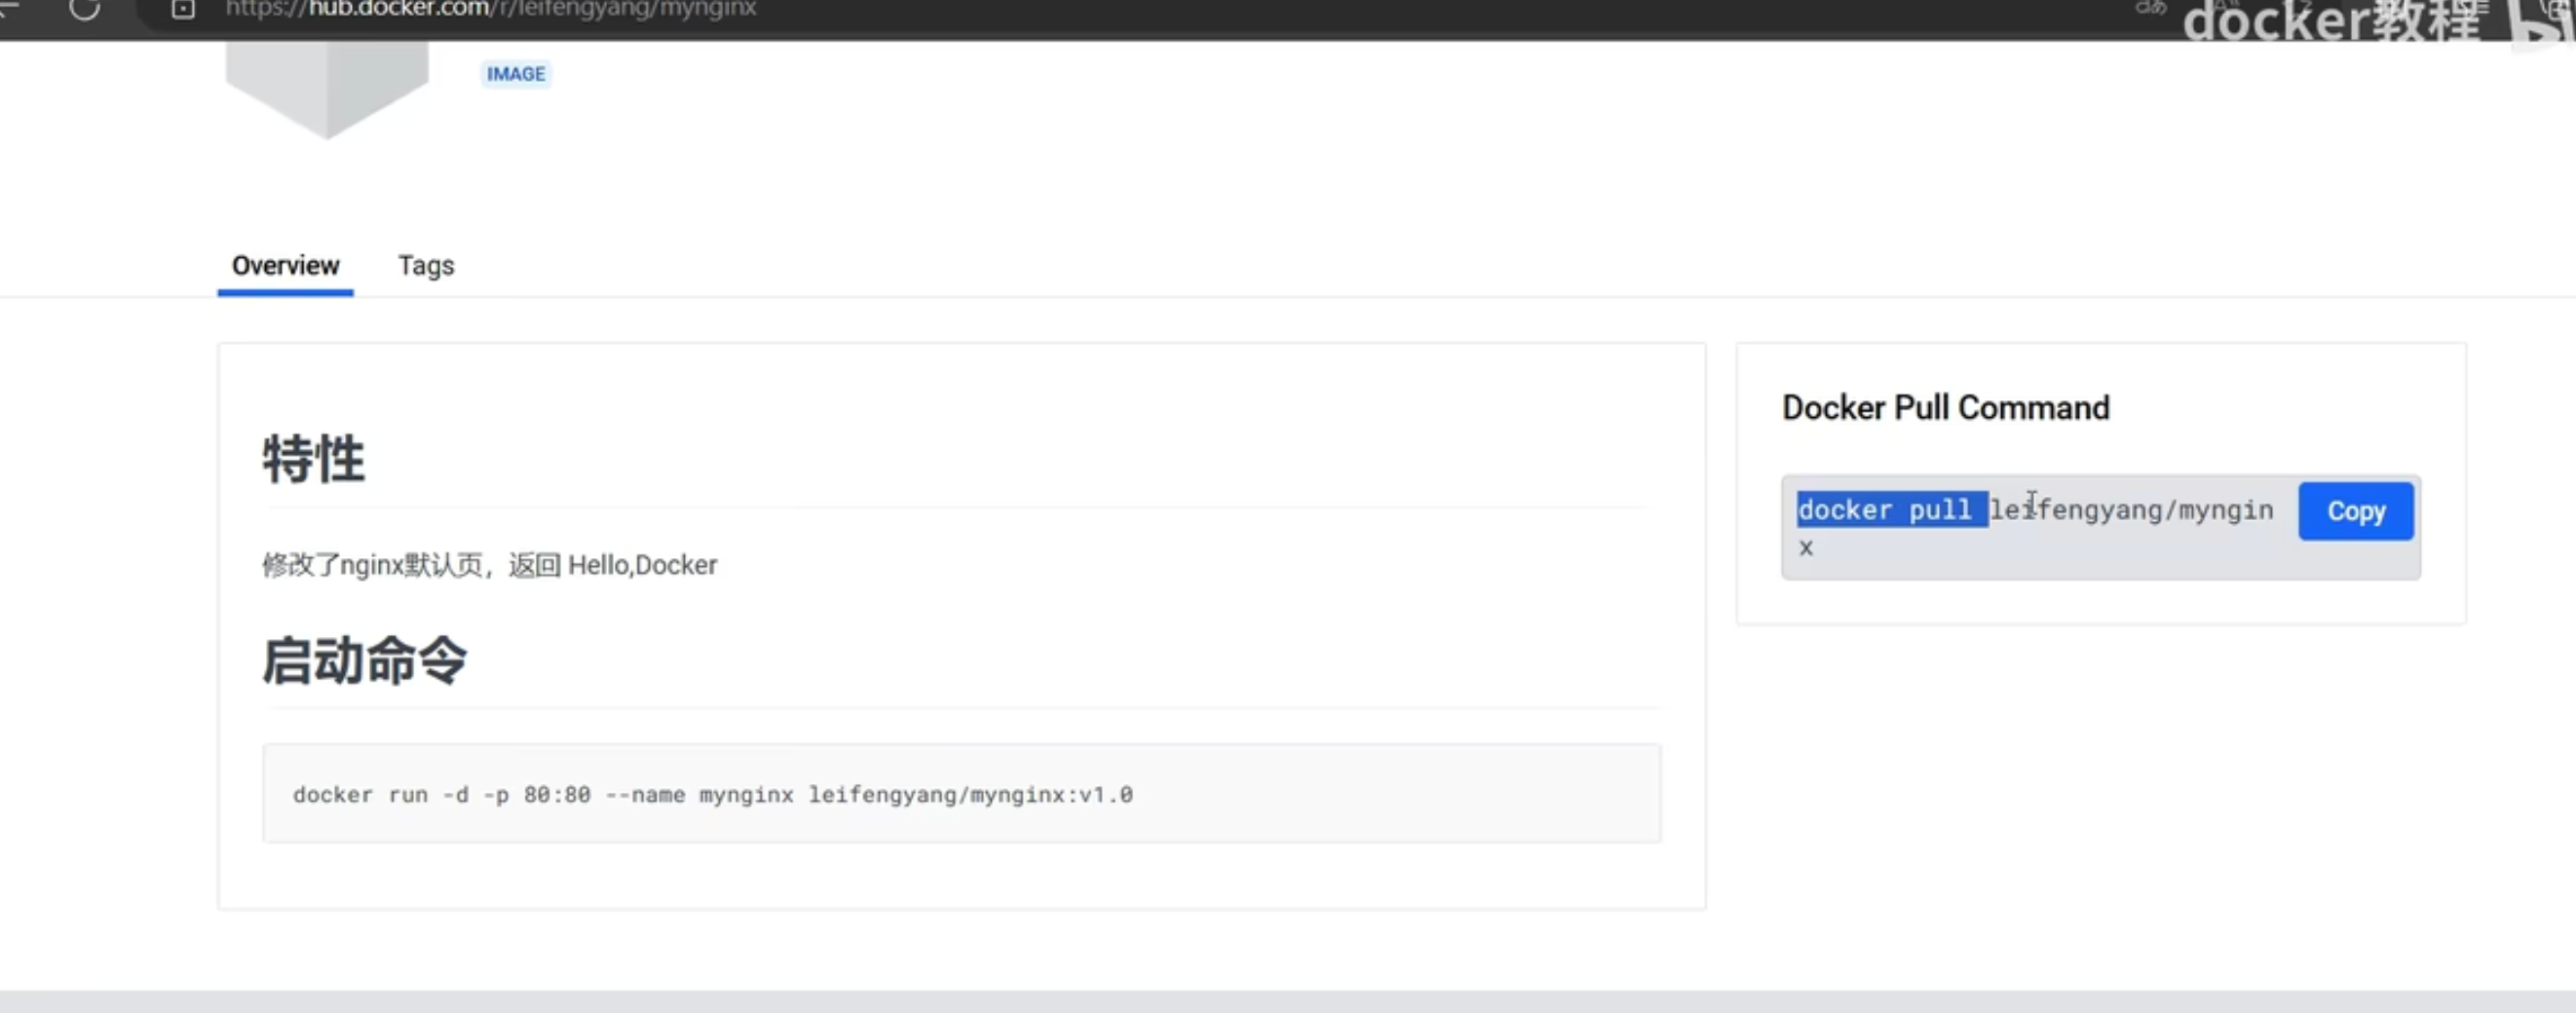 https://hub.docker.com/r/leifengyang/mynginx
docker教程
IMAGE
Overview
Tags
特性
修改了nginx默认页，返回 Hello,Docker
启动命令
docker run -d -p 80:80 --name mynginx leifengyang/mynginx:v1.0
Docker Pull Command
docker pull leifengyang/myngin
x
Copy